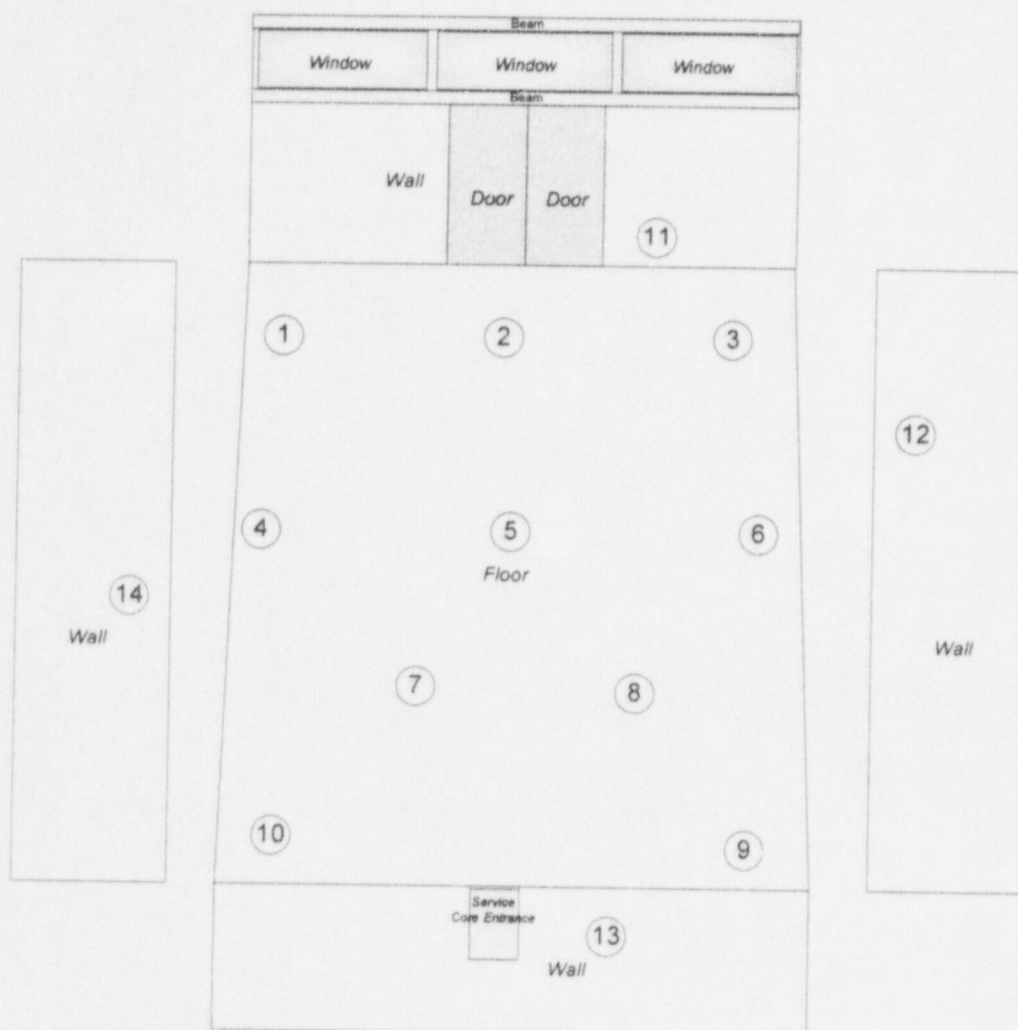 Beam
Window Window Window
Beam
Wall
Door Door
11
1 2 3
12
4 5 6
Floor
14
Wall
Wall
7 8
10
9
Service
Core Entrance
13
Wall